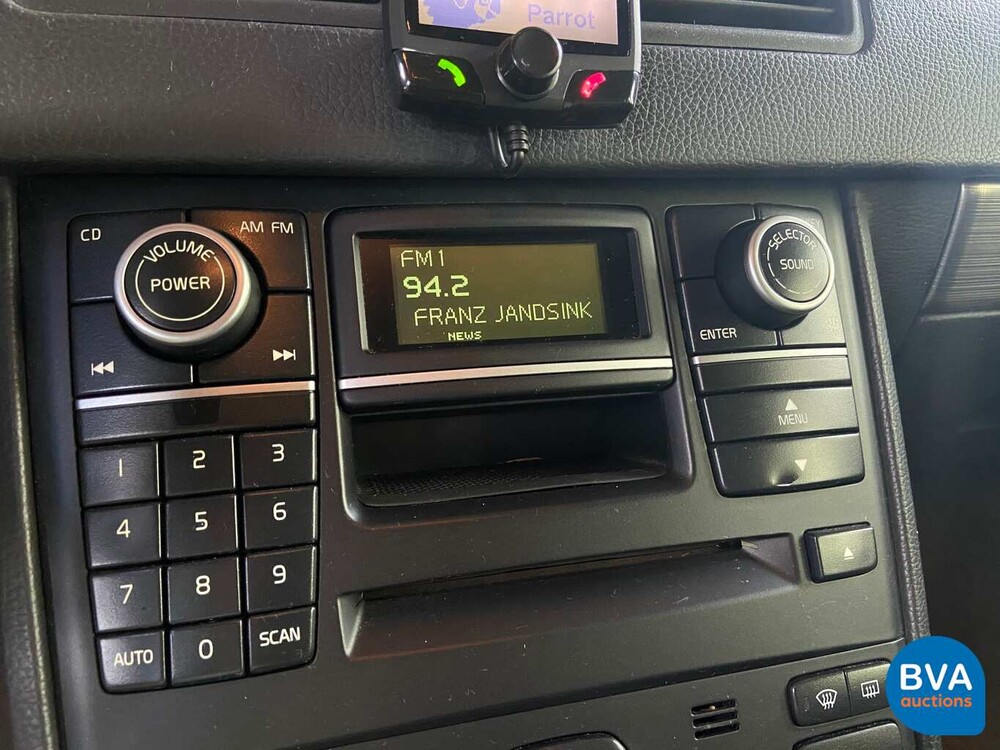 Parrot
CD
AM FM
VOLUME
POWER
FM1
94.2
FRANZ JANDSINK
NEWS
SELECTOR
SOUND
ENTER
MENU
1 2 3
4 5 6
7 8 9
AUTO 0 SCAN
BVA
auctions